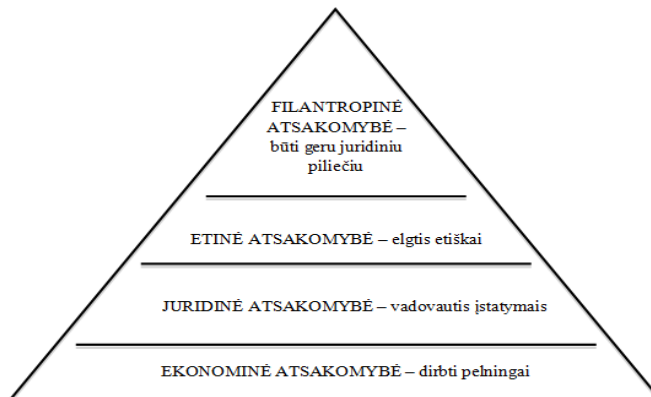 FILANTROPINĖ
ATSAKOMYBĖ –
būti geru juridiniu
piliečiu
ETINĖ ATSAKOMYBĖ – elgtis etiškai
JURIDINĖ ATSAKOMYBĖ – vadovautis įstatymais
EKONOMINĖ ATSAKOMYBĖ – dirbti pelningai